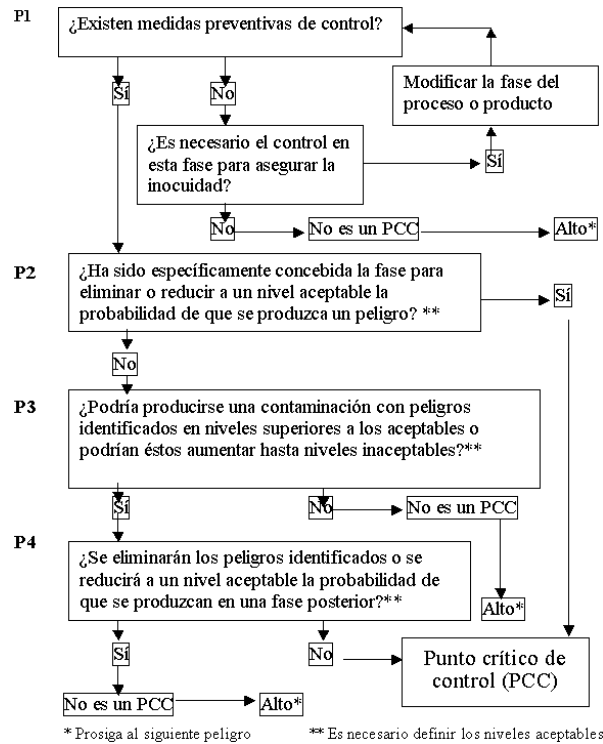 P1
¿Existen medidas preventivas de control?
Sí
No
Modificar la fase del
proceso o producto
¿Es necesario el control en
esta fase para asegurar la
inocuidad?
Sí
No
No es un PCC
Alto*
P2
¿Ha sido específicamente concebida la fase para
eliminar o reducir a un nivel aceptable la
probabilidad de que se produzca un peligro? **
Sí
No
P3
¿Podría producirse una contaminación con peligros
identificados en niveles superiores a los aceptables o
podrían éstos aumentar hasta niveles inaceptables?**
Sí
No
No es un PCC
Alto*
P4
¿Se eliminarán los peligros identificados o se
reducirá a un nivel aceptable la probabilidad de
que se produzcan en una fase posterior?**
Sí
No
Punto crítico de
control (PCC)
No es un PCC
Alto*
* Prosiga al siguiente peligro
** Es necesario definir los niveles aceptables